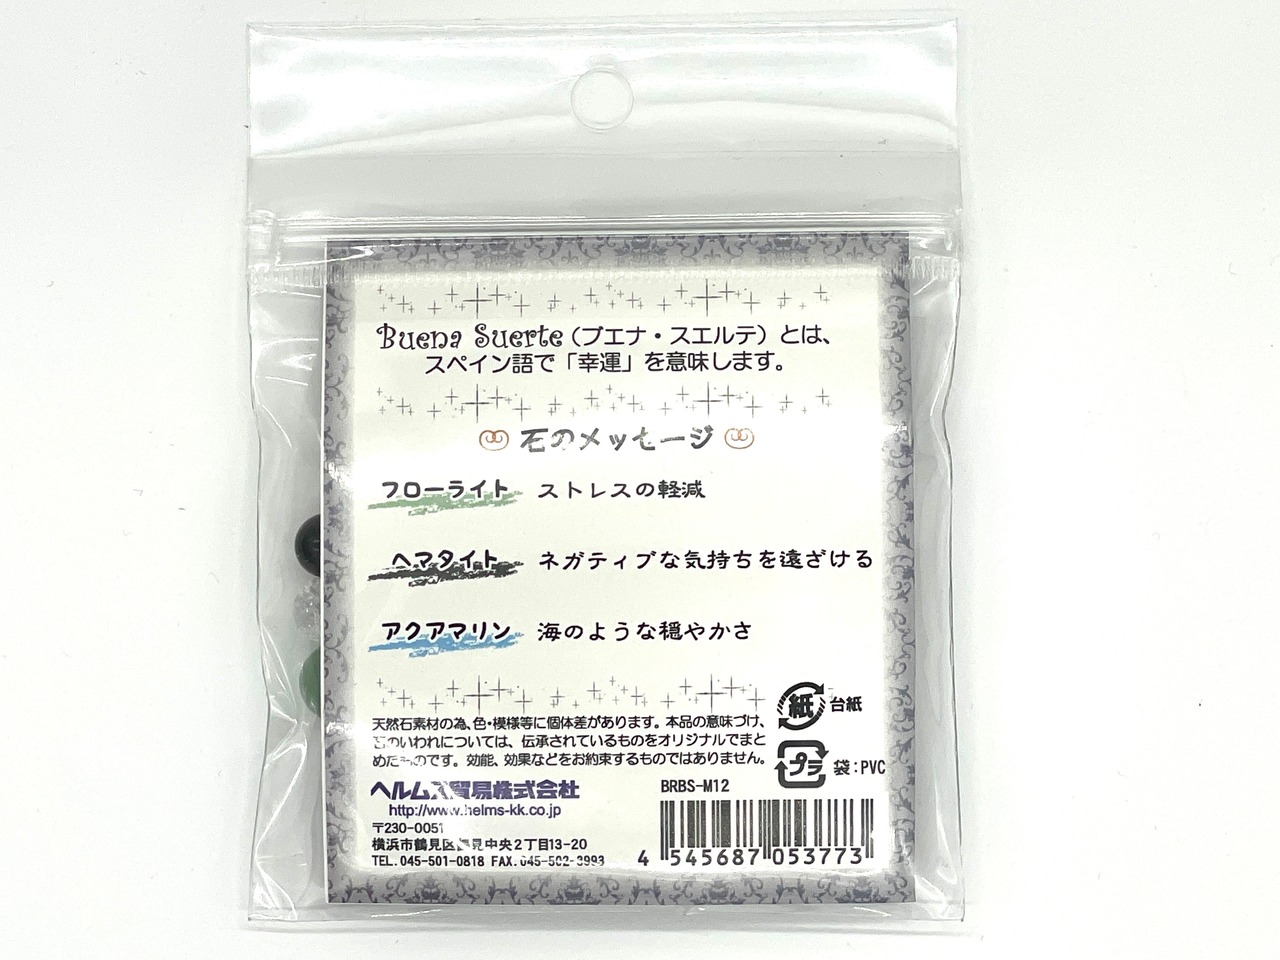 Buena Suerte（ブエナ・スエルテ）とは、
スペイン語で「幸運」を意味します。
石のメッセージ
フローライト ストレスの軽減
ヘマタイト ネガティブな気持ちを遠ざける
アクアマリン 海のような穏やかさ
天然石素材の為、色・模様等に個体差があります。本品の意味づけ、
石のいわれについては、伝承されているものをオリジナルでまと
めたものです。効能、効果などをお約束するものではありません。
紙 台紙
プラ 袋：PVC
ヘルムス貿易株式会社
http://www.helms-kk.co.jp
〒230-0051
横浜市鶴見区鶴見中央2丁目13-20
TEL.045-501-0818 FAX.045-502-3993
BRBS-M12
4 545687 053773